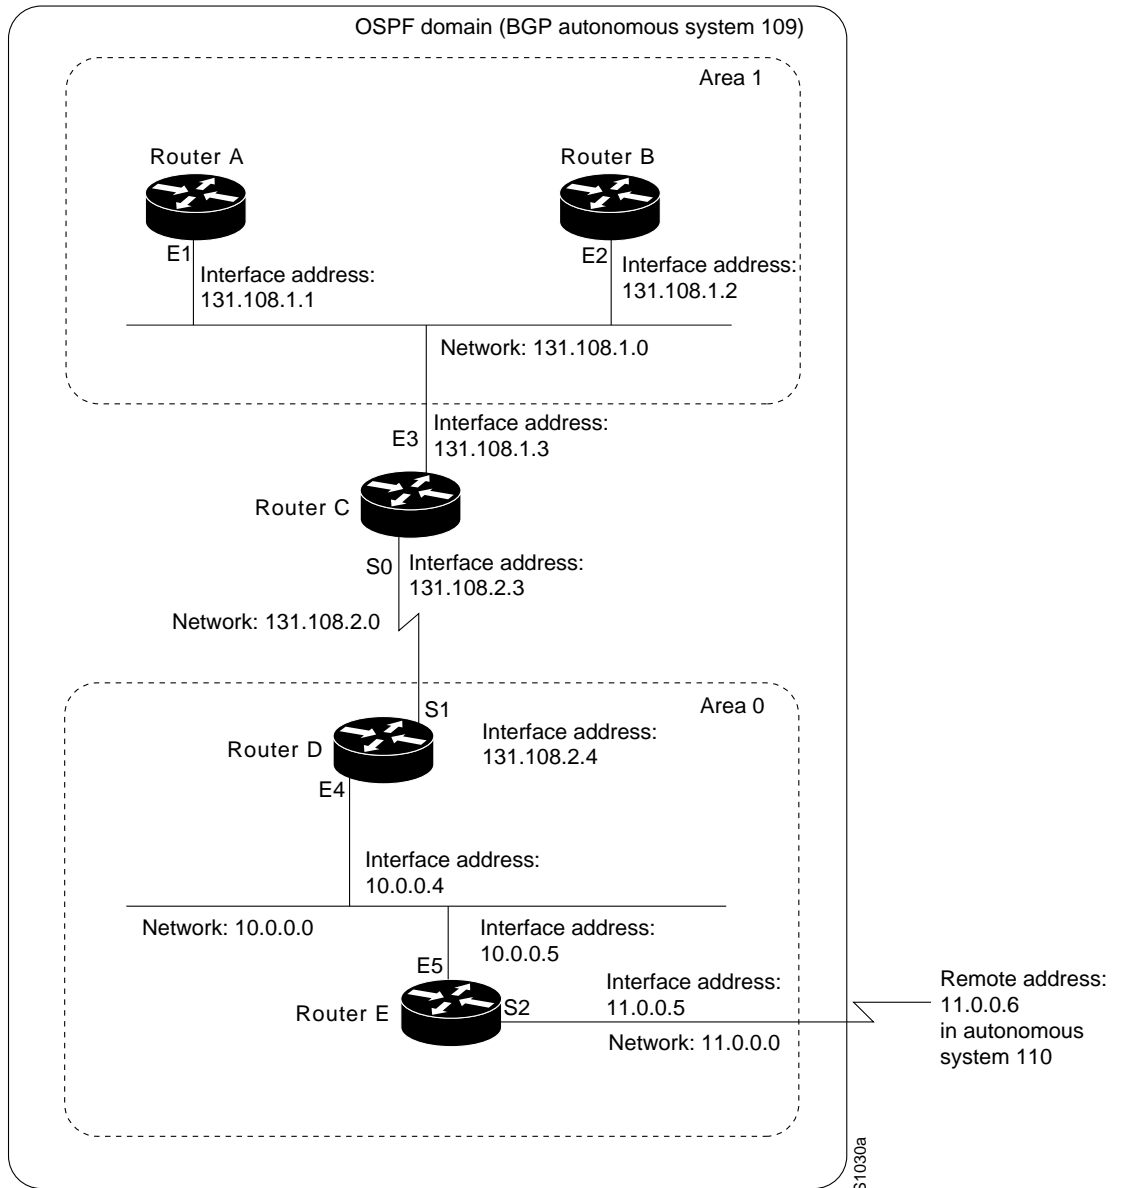 OSPF domain (BGP autonomous system 109)
Area 1
Router A
Router B
E1
Interface address:
131.108.1.1
E2
Interface address:
131.108.1.2
Network: 131.108.1.0
E3
Interface address:
131.108.1.3
Router C
S0
Interface address:
131.108.2.3
Network: 131.108.2.0
Area 0
S1
Router D
Interface address:
131.108.2.4
E4
Interface address:
10.0.0.4
Network: 10.0.0.0
Interface address:
10.0.0.5
E5
Router E
S2
Interface address:
11.0.0.5
Network: 11.0.0.0
Remote address:
11.0.0.6
in autonomous
system 110
S1030a